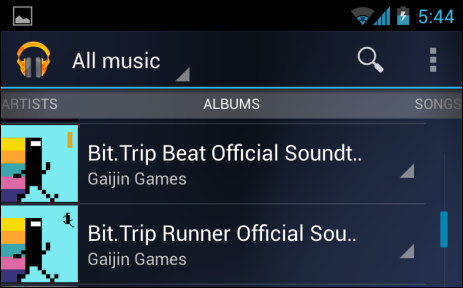 5:44
All music
ARTISTS ALBUMS SONGS
Bit.Trip Beat Official Soundt..
Gaijin Games
Bit.Trip Runner Official Sou..
Gaijin Games